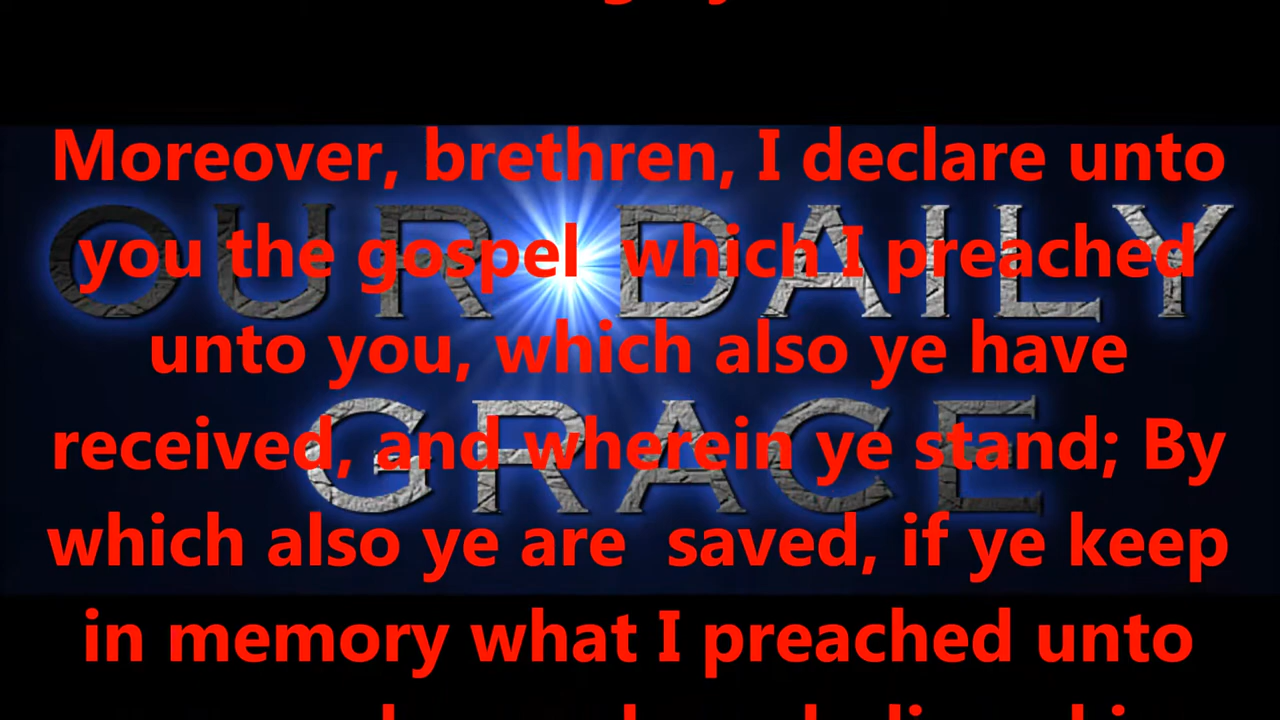 Moreover, brethren, I declare unto
you the gospel which I preached
unto you, which also ye have
received, and wherein ye stand; By
which also ye are saved, if ye keep
in memory what I preached unto
OUR DAILY
GRACE